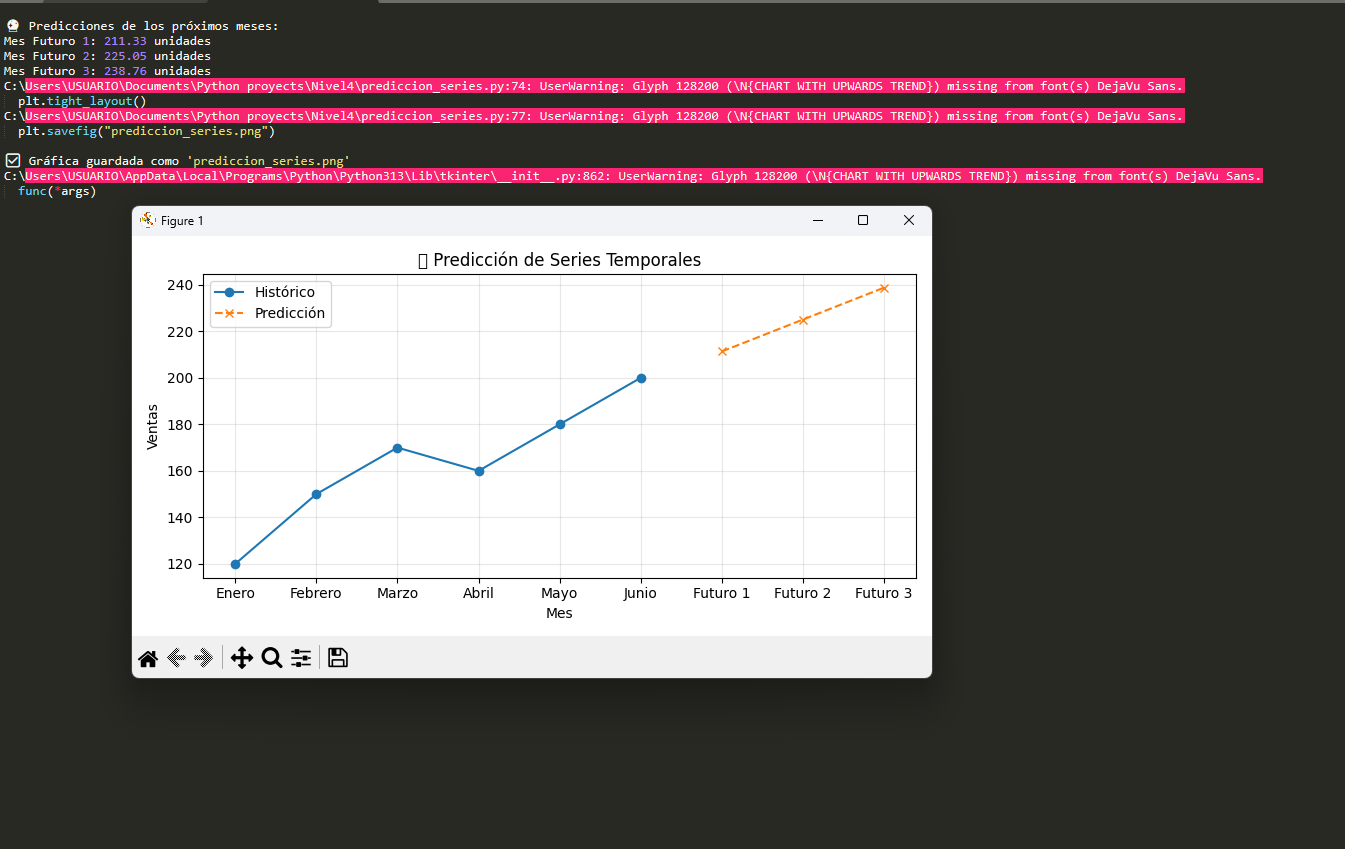 🔮 Predicciones de los próximos meses:
Mes Futuro 1: 211.33 unidades
Mes Futuro 2: 225.05 unidades
Mes Futuro 3: 238.76 unidades
C:\Users\USUARIO\Documents\Python proyects\Nivel4\prediccion_series.py:74: UserWarning: Glyph 128200 (\N{CHART WITH UPWARDS TREND}) missing from font(s) DejaVu Sans.
plt.tight_layout()
C:\Users\USUARIO\Documents\Python proyects\Nivel4\prediccion_series.py:77: UserWarning: Glyph 128200 (\N{CHART WITH UPWARDS TREND}) missing from font(s) DejaVu Sans.
plt.savefig("prediccion_series.png")
☑ Gráfica guardada como 'prediccion_series.png'
C:\Users\USUARIO\AppData\Local\Programs\Python\Python313\Lib\tkinter\__init__.py:862: UserWarning: Glyph 128200 (\N{CHART WITH UPWARDS TREND}) missing from font(s) DejaVu Sans.
func(*args)
Figure 1
▯ Predicción de Series Temporales
Histórico
Predicción
240
220
200
180
160
140
120
Ventas
Enero Febrero Marzo Abril Mayo Junio Futuro 1 Futuro 2 Futuro 3
Mes